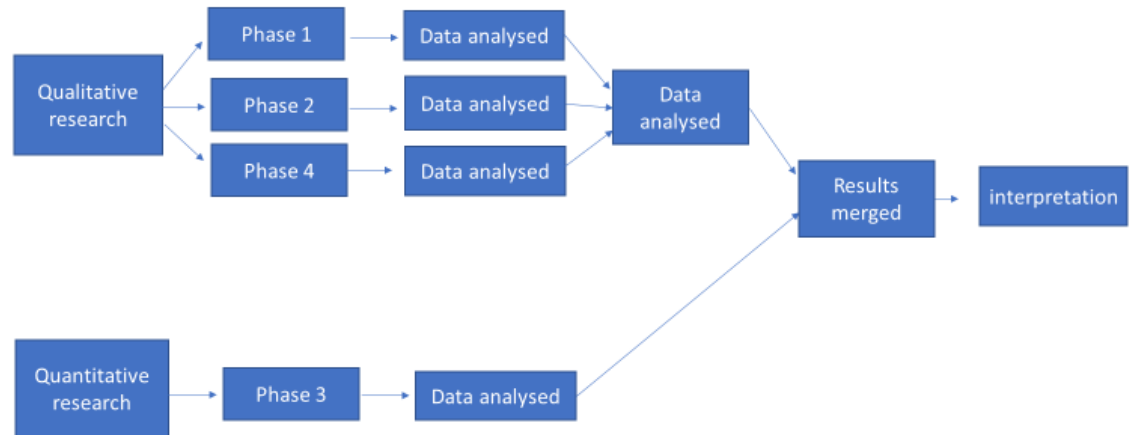 Phase 1
Data analysed
Qualitative
research
Phase 2
Data analysed
Data
analysed
Phase 4
Data analysed
Results
merged
interpretation
Quantitative
research
Phase 3
Data analysed